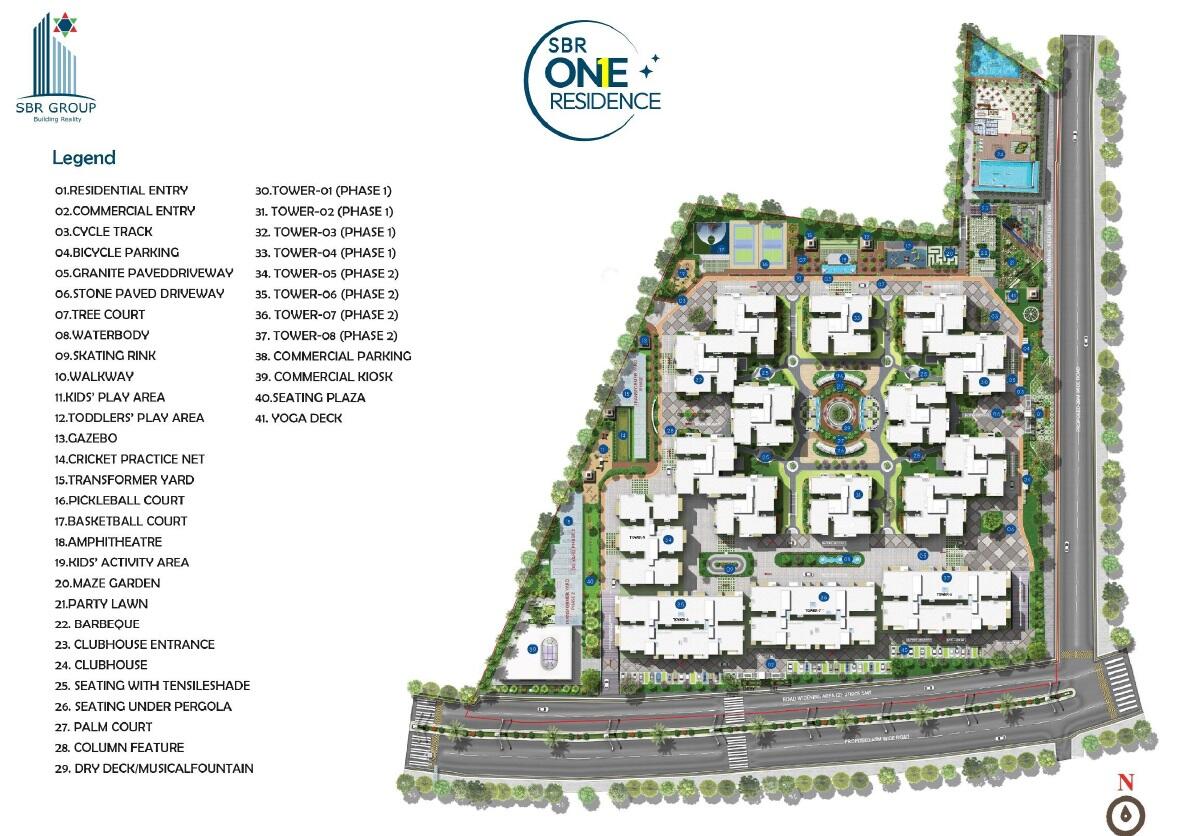 SBR GROUP
Building Reality
SBR
ON1E
RESIDENCE
Legend
01.RESIDENTIAL ENTRY
02.COMMERCIAL ENTRY
03.CYCLE TRACK
04.BICYCLE PARKING
05.GRANITE PAVEDDRIVEWAY
06.STONE PAVED DRIVEWAY
07.TREE COURT
08.WATERBODY
09.SKATING RINK
10.WALKWAY
11.KIDS' PLAY AREA
12.TODDLERS' PLAY AREA
13.GAZEBO
14.CRICKET PRACTICE NET
15.TRANSFORMER YARD
16.PICKLEBALL COURT
17.BASKETBALL COURT
18.AMPHITHEATRE
19.KIDS' ACTIVITY AREA
20.MAZE GARDEN
21.PARTY LAWN
22. BARBEQUE
23. CLUBHOUSE ENTRANCE
24. CLUBHOUSE
25. SEATING WITH TENSILESHADE
26. SEATING UNDER PERGOLA
27. PALM COURT
28. COLUMN FEATURE
29. DRY DECK/MUSICALFOUNTAIN
30.TOWER-01 (PHASE 1)
31. TOWER-02 (PHASE 1)
32. TOWER-03 (PHASE 1)
33. TOWER-04 (PHASE 1)
34. TOWER-05 (PHASE 2)
35. TOWER-06 (PHASE 2)
36. TOWER-07 (PHASE 2)
37. TOWER-08 (PHASE 2)
38. COMMERCIAL PARKING
39. COMMERCIAL KIOSK
40.SEATING PLAZA
41. YOGA DECK
TRANSFORMER YARD
PHASE 2
TOWER-7
N